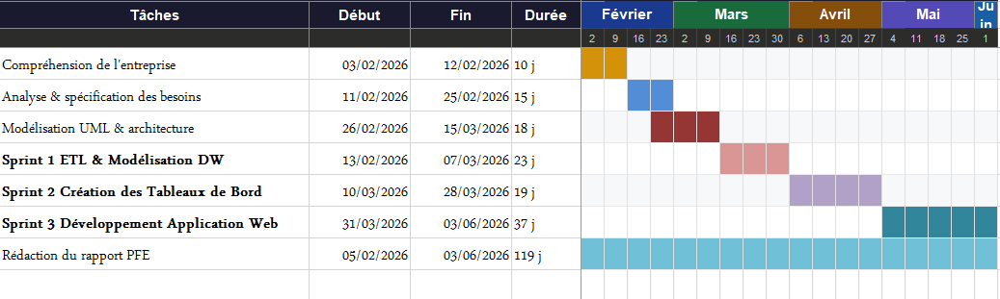 Tâches Début Fin Durée Février Mars Avril Mai Juin
2 9 16 23 2 9 16 23 30 6 13 20 27 4 11 18 25 1
Compréhension de l'entreprise 03/02/2026 12/02/2026 10 j
Analyse & spécification des besoins 11/02/2026 25/02/2026 15 j
Modélisation UML & architecture 26/02/2026 15/03/2026 18 j
Sprint 1 ETL & Modélisation DW 13/02/2026 07/03/2026 23 j
Sprint 2 Création des Tableaux de Bord 10/03/2026 28/03/2026 19 j
Sprint 3 Développement Application Web 31/03/2026 03/06/2026 37 j
Rédaction du rapport PFE 05/02/2026 03/06/2026 119 j